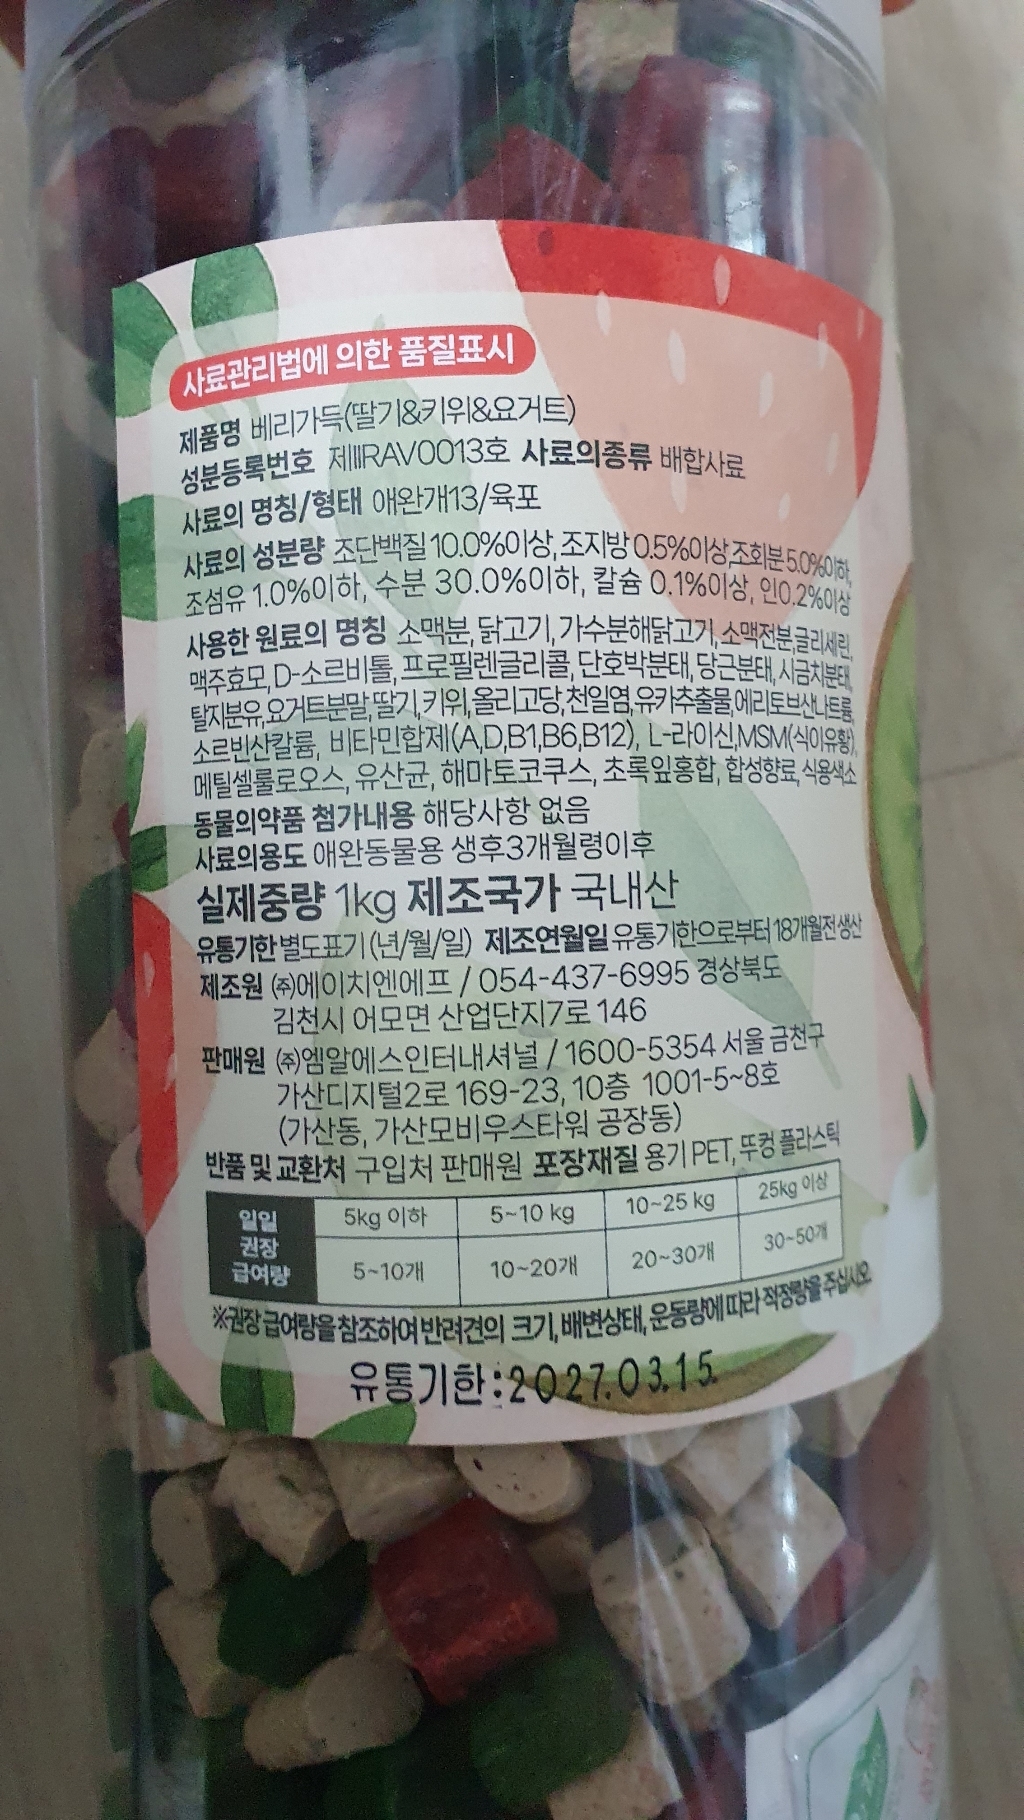 사료관리법에 의한 품질표시
제품명 베리가득(딸기&키위&요거트)
성분등록번호 제ⅢRAV0013호 사료의종류 배합사료
사료의 명칭/형태 애완개13/육포
사료의 성분량 조단백질 10.0%이상, 조지방 0.5%이상,조회분 5.0%이하,
조섬유 1.0%이하, 수분 30.0%이하, 칼슘 0.1%이상, 인0.2%이상
사용한 원료의 명칭 소맥분, 닭고기, 가수분해닭고기, 소맥전분,글리세린,
맥주효모, D-소르비톨, 프로필렌글리콜, 단호박분태, 당근분태, 시금치분태,
탈지분유,요거트분말,딸기,키위,올리고당,천일염,유카추출물,에리토브산나트륨,
소르빈산칼륨, 비타민합제(A,D,B1,B6,B12), L-라이신,MSM(식이유황),
메틸셀룰로오스, 유산균, 해마토코쿠스, 초록잎홍합, 합성향료, 식용색소
동물의약품 첨가내용 해당사항 없음
사료의용도 애완동물용 생후3개월령이후
실제중량 1kg 제조국가 국내산
유통기한 별도표기 (년/월/일) 제조연월일 유통기한으로부터 18개월전 생산
제조원 ㈜에이치엔에프 / 054-437-6995 경상북도
김천시 어모면 산업단지7로 146
판매원 ㈜엠알에스인터내셔널 / 1600-5354 서울 금천구
가산디지털2로 169-23, 10층 1001-5~8호
(가산동, 가산모비우스타워 공장동)
반품 및 교환처 구입처 판매원 포장재질 용기 PET, 뚜껑 플라스틱
일일 권장 급여량
5kg 이하 5~10 kg 10~25 kg 25kg 이상
5~10개 10~20개 20~30개 30~50개
※권장 급여량을 참조하여 반려견의 크기, 배변상태, 운동량에 따라 적정량을 주십시오.
유통기한:2027.03.15.